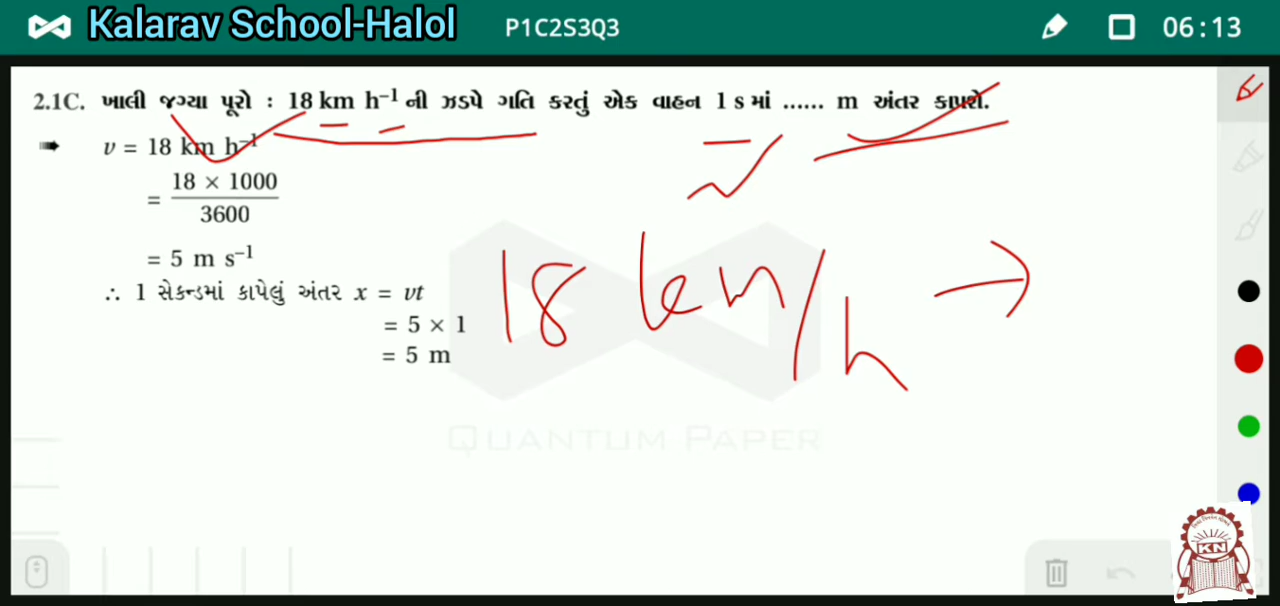 Kalarav School-Halol P1C2S3Q3 06:13
2.1C. ખાલી જગ્યા પૂરો : 18 km h⁻¹ ની ઝડપે ગતિ કરતું એક વાહન 1 s માં ...... m અંતર કાપશે.
➠ v = 18 km h⁻¹
= 18 × 1000 / 3600
= 5 m s⁻¹
∴ 1 સેકન્ડમાં કાપેલું અંતર x = vt
= 5 × 1
= 5 m
18 km/h →
QUANTUM PAPER
KN